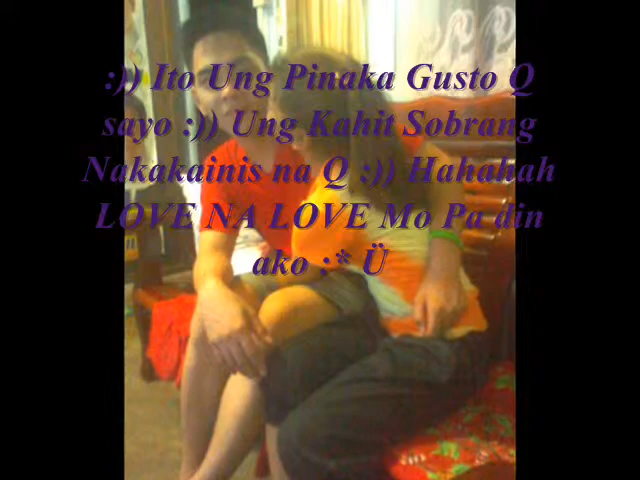 :)) Ito Ung Pinaka Gusto Q
sayo :)) Ung Kahit Sobrang
Nakakainis na Q :)) Hahahah
LOVE NA LOVE Mo Pa din
ako :* Ü